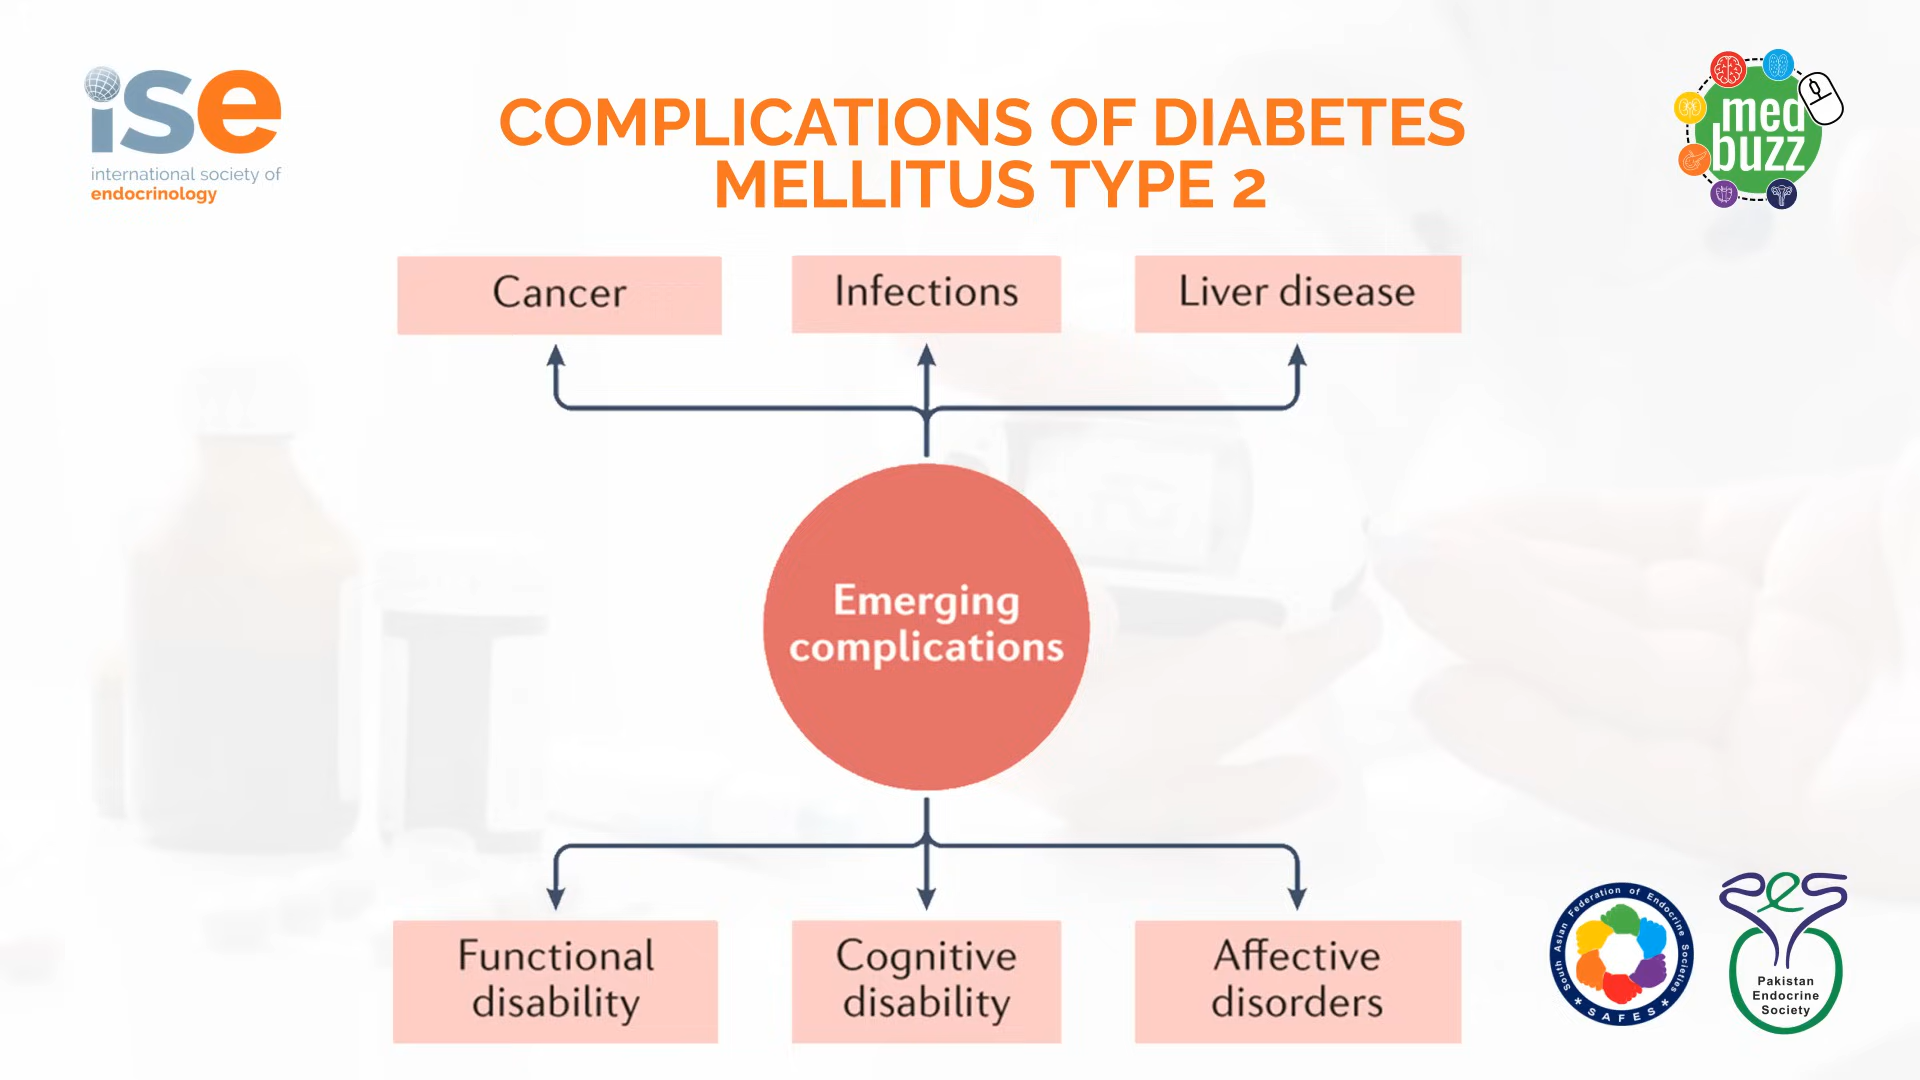 ise
international society of
endocrinology
COMPLICATIONS OF DIABETES
MELLITUS TYPE 2
med
buzz
Cancer
Infections
Liver disease
Emerging
complications
Functional
disability
Cognitive
disability
Affective
disorders
South Asian Federation of Endocrine Societies
* SAFES *
PES
Pakistan
Endocrine
Society